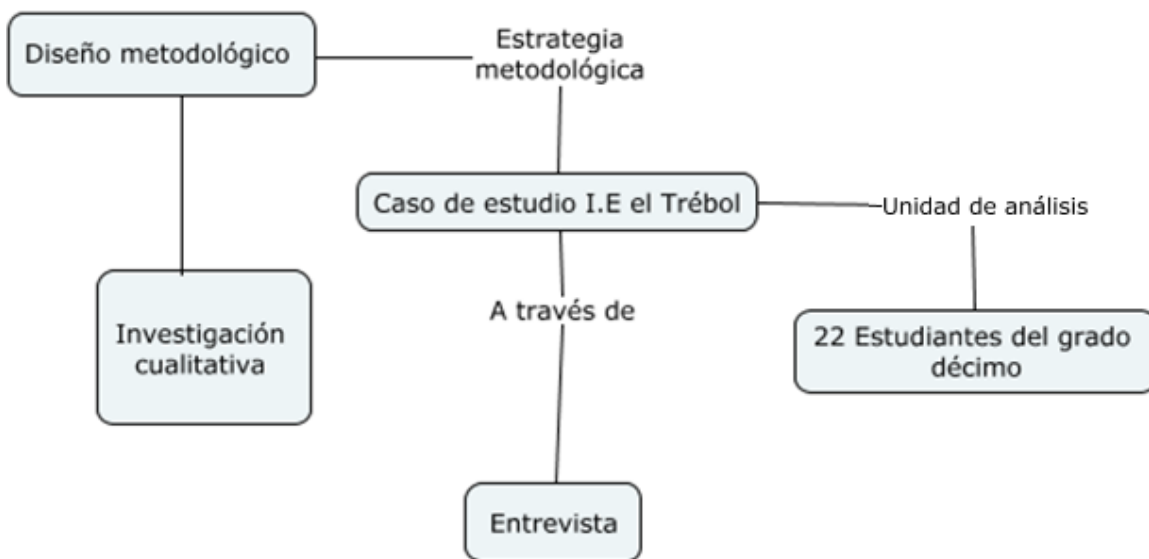 Diseño metodológico
Estrategia
metodológica
Caso de estudio I.E el Trébol
Unidad de análisis
A través de
Investigación
cualitativa
22 Estudiantes del grado
décimo
Entrevista